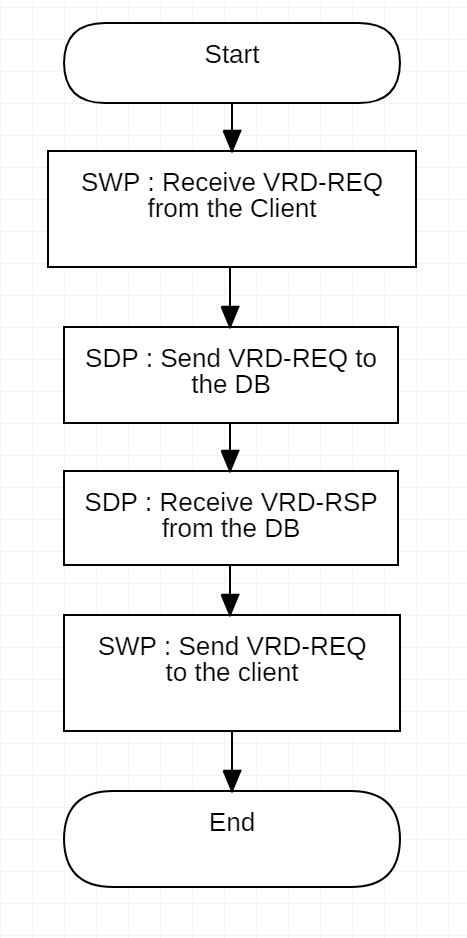 Start
SWP : Receive VRD-REQ
from the Client
SDP : Send VRD-REQ to
the DB
SDP : Receive VRD-RSP
from the DB
SWP : Send VRD-REQ
to the client
End